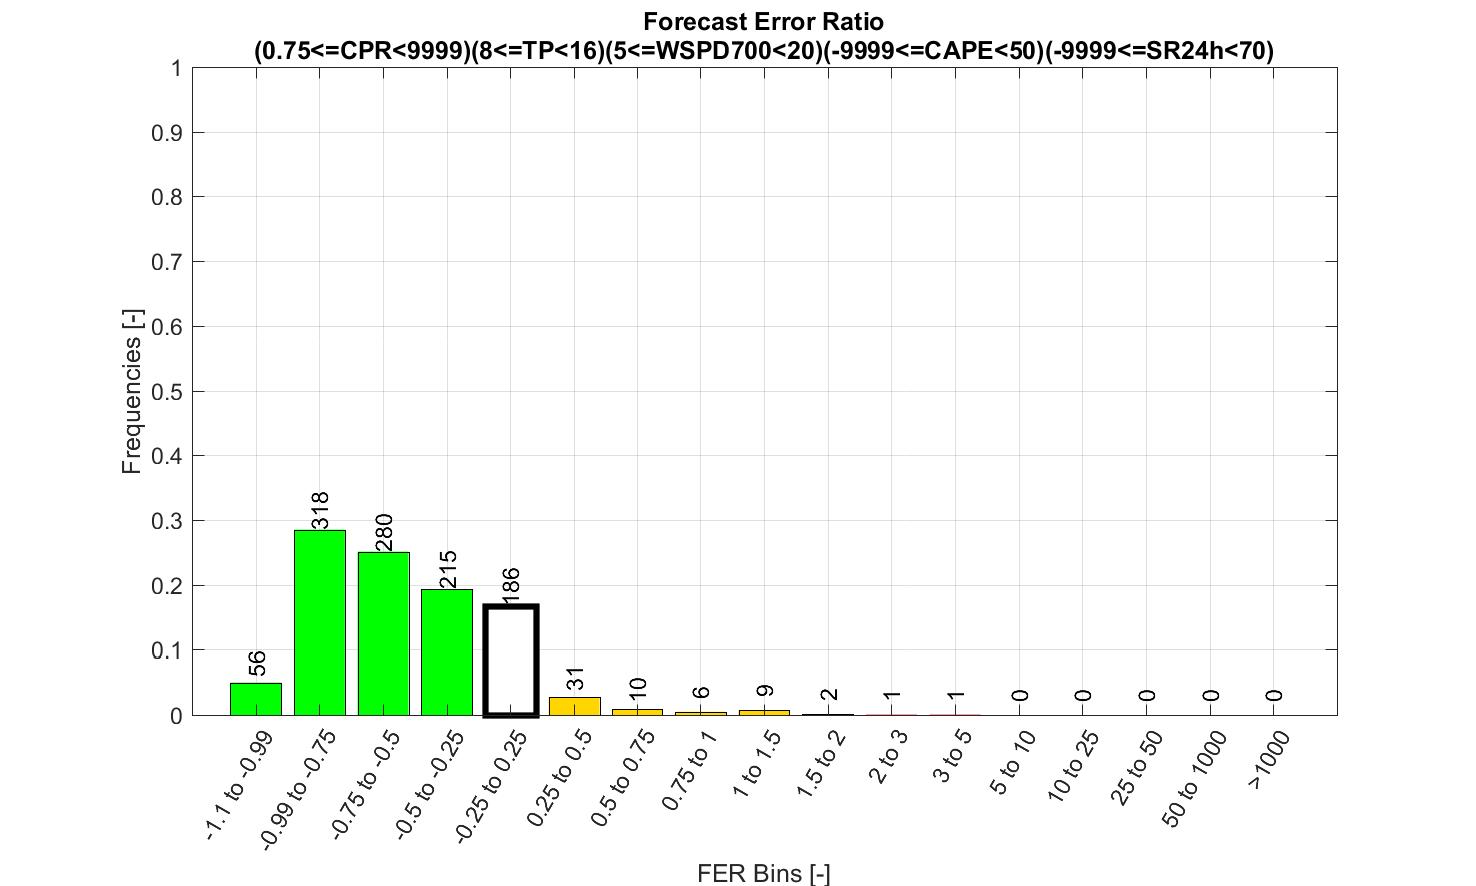 Forecast Error Ratio
(0.75<=CPR<9999)(8<=TP<16)(5<=WSPD700<20)(-9999<=CAPE<50)(-9999<=SR24h<70)
1
0.9
0.8
0.7
0.6
0.5
0.4
0.3
0.2
0.1
0
Frequencies [-]
56
318
280
215
186
31
10
6
9
2
1
1
0
0
0
0
0
-1.1 to -0.99
-0.99 to -0.75
-0.75 to -0.5
-0.5 to -0.25
-0.25 to 0.25
0.25 to 0.5
0.5 to 0.75
0.75 to 1
1 to 1.5
1.5 to 2
2 to 3
3 to 5
5 to 10
10 to 25
25 to 50
50 to 1000
>1000
FER Bins [-]